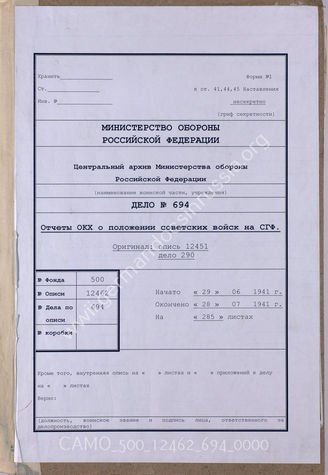 Хранить
Форма №1
Ст.
к ст. 41,44,45 Наставления
Инв. №
несекретно
(гриф секретности)
МИНИСТЕРСТВО ОБОРОНЫ
РОССИЙСКОЙ ФЕДЕРАЦИИ
Центральный архив Министерства обороны
Российской Федерации
(наименование воинской части, учреждения)
ДЕЛО № 694
Отчеты ОКХ о положении советских войск на СГФ.
Оригинал: опись 12451
дело 290
№ Фонда 500
№ Описи 12462
№ Дела по описи 694
№ коробки
Начато « 29 » 06 1941 г.
Окончено « 28 » 07 1941 г.
На « 285 » листах
Кроме того, внутренняя опись на « » листах и « » приложений к делу
на « » листах
Верно:
(должность, воинское звание и подпись лица, ответственного за
делопроизводство)
CAMO_500_12462_694_0000